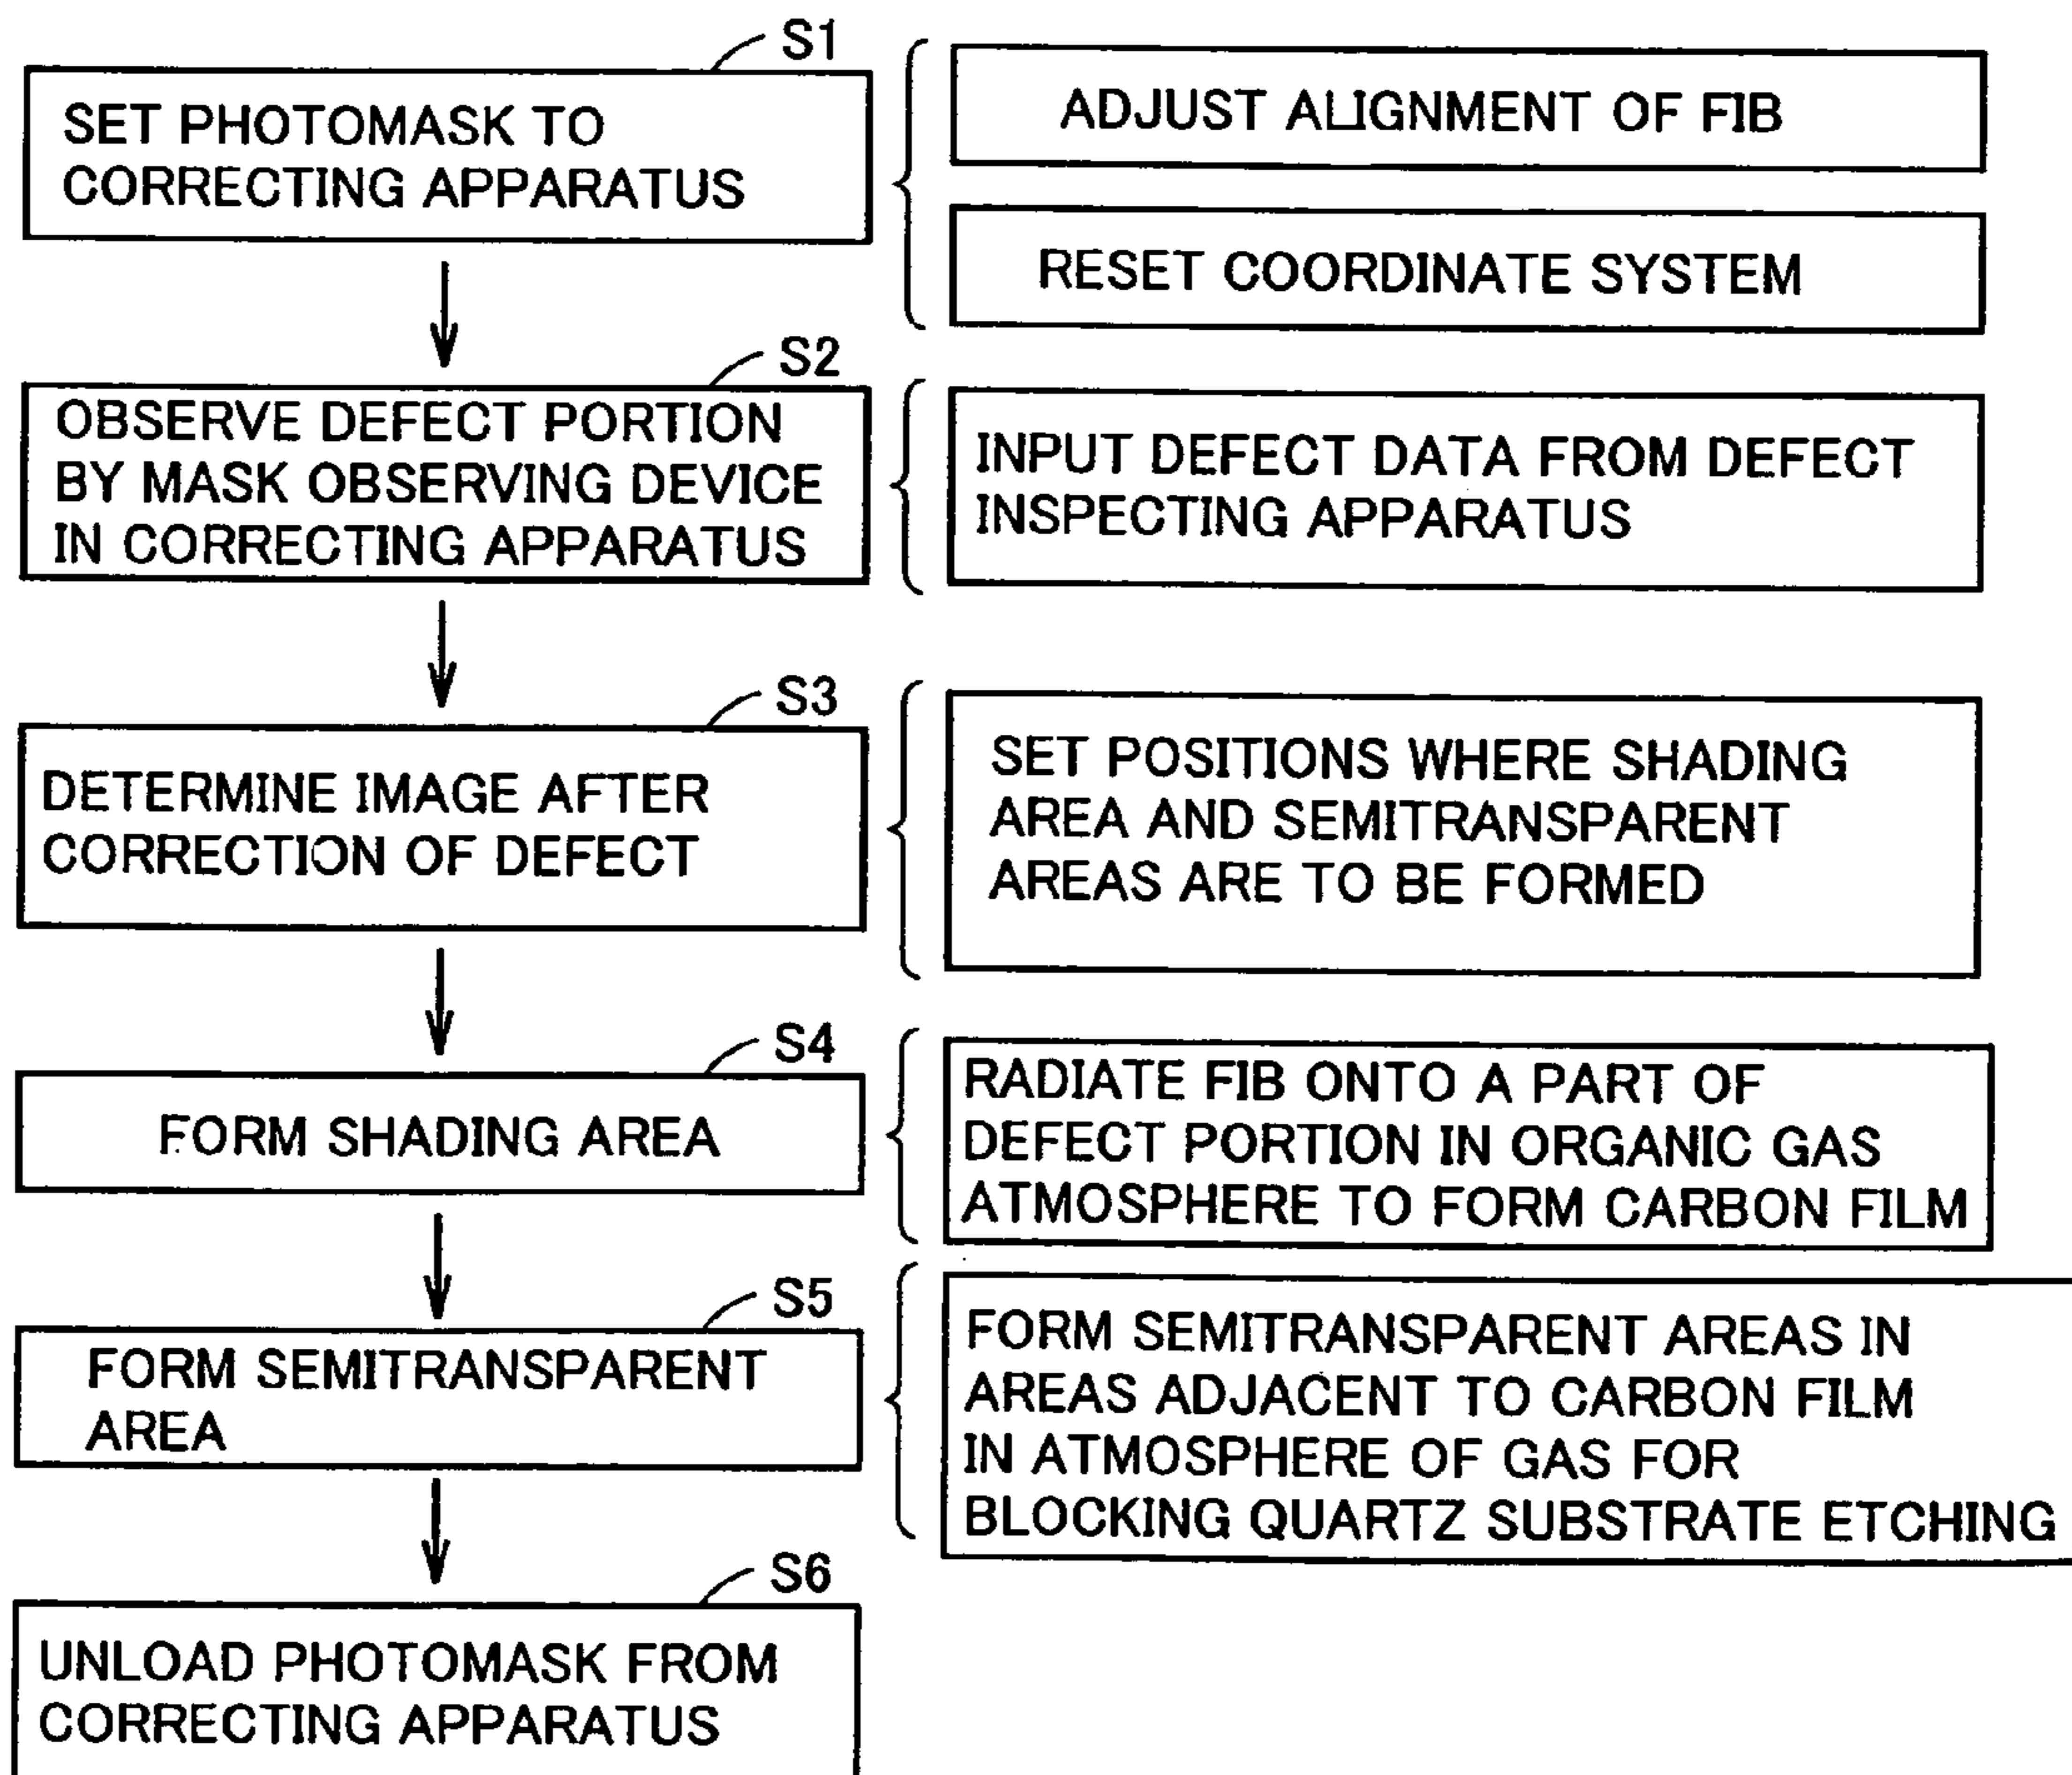 S1
SET PHOTOMASK TO
CORRECTING APPARATUS
ADJUST ALIGNMENT OF FIB
RESET COORDINATE SYSTEM
S2
OBSERVE DEFECT PORTION
BY MASK OBSERVING DEVICE
IN CORRECTING APPARATUS
INPUT DEFECT DATA FROM DEFECT
INSPECTING APPARATUS
S3
DETERMINE IMAGE AFTER
CORRECTION OF DEFECT
SET POSITIONS WHERE SHADING
AREA AND SEMITRANSPARENT
AREAS ARE TO BE FORMED
S4
FORM SHADING AREA
RADIATE FIB ONTO A PART OF
DEFECT PORTION IN ORGANIC GAS
ATMOSPHERE TO FORM CARBON FILM
S5
FORM SEMITRANSPARENT
AREA
FORM SEMITRANSPARENT AREAS IN
AREAS ADJACENT TO CARBON FILM
IN ATMOSPHERE OF GAS FOR
BLOCKING QUARTZ SUBSTRATE ETCHING
S6
UNLOAD PHOTOMASK FROM
CORRECTING APPARATUS